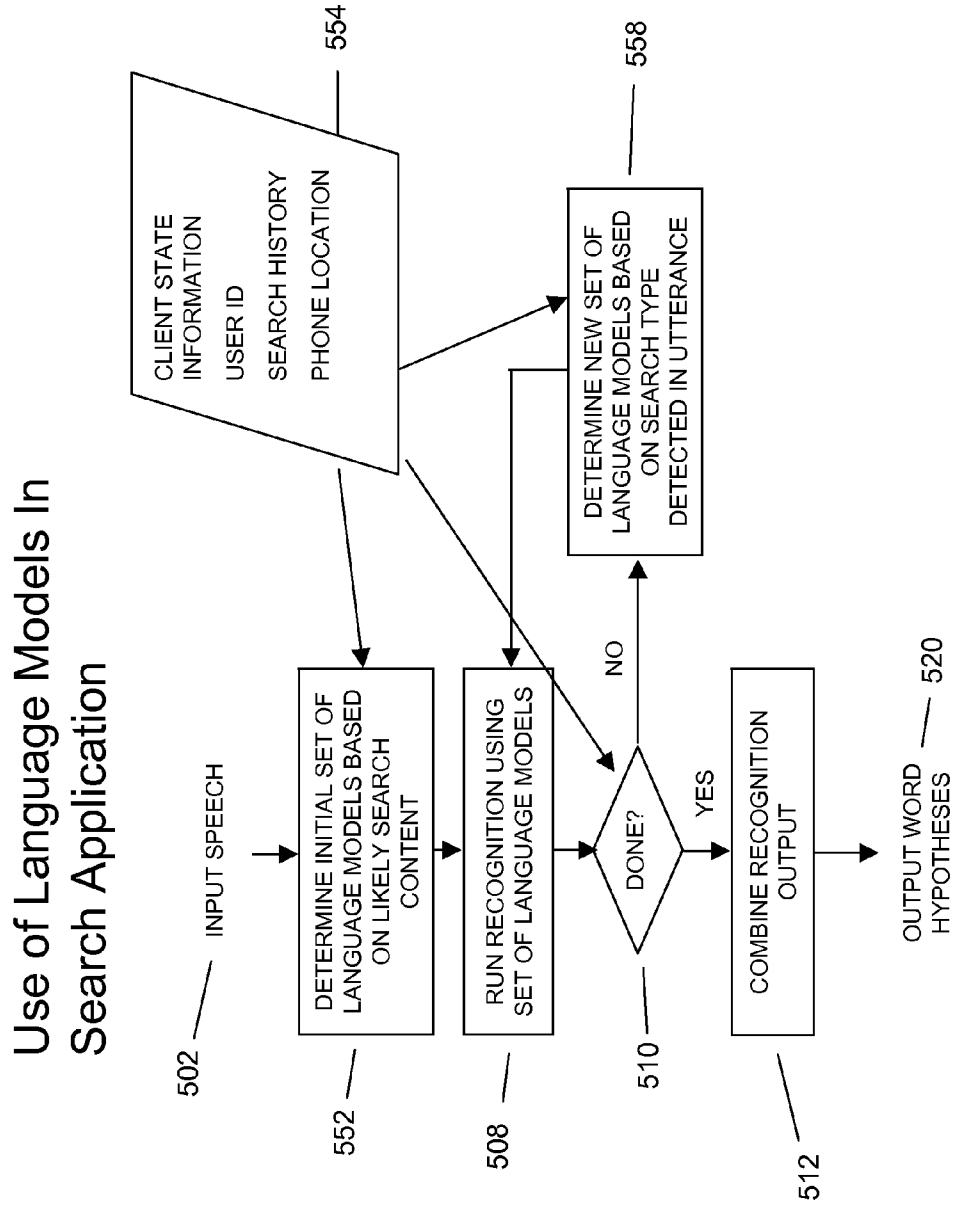 Use of Language Models In
Search Application
502
INPUT SPEECH
CLIENT STATE
INFORMATION
USER ID
SEARCH HISTORY
PHONE LOCATION
554
552
DETERMINE INITIAL SET OF
LANGUAGE MODELS BASED
ON LIKELY SEARCH
CONTENT
508
RUN RECOGNITION USING
SET OF LANGUAGE MODELS
DETERMINE NEW SET OF
LANGUAGE MODELS BASED
ON SEARCH TYPE
DETECTED IN UTTERANCE
558
510
DONE?
NO
YES
512
COMBINE RECOGNITION
OUTPUT
OUTPUT WORD
HYPOTHESES
520